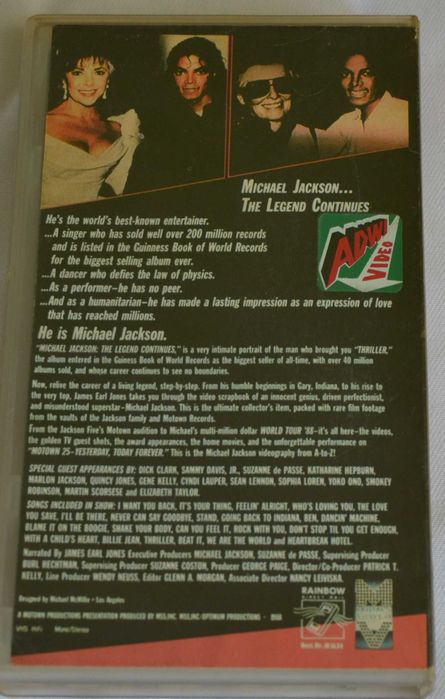 MICHAEL JACKSON...
THE LEGEND CONTINUES
He's the world's best-known entertainer.
...A singer who has sold well over 200 million records
and is listed in the Guinness Book of World Records
for the biggest selling album ever.
...A dancer who defies the law of physics.
...As a performer–he has no peer.
...And as a humanitarian–he has made a lasting impression as an expression of love
that has reached millions.
ADWI
VIDEO
He is Michael Jackson.
"MICHAEL JACKSON: THE LEGEND CONTINUES," is a very intimate portrait of the man who brought you "THRILLER,"
the album entered in the Guiness Book of World Records as the biggest seller of all-time, with over 40 million
albums sold, and whose career continues to see no boundaries.
Now, relive the career of a living legend, step-by-step. From his humble beginnings in Gary, Indiana, to his rise to
the very top, James Earl Jones takes you through the video scrapbook of an innocent genius, driven perfectionist,
and misunderstood superstar–Michael Jackson. This is the ultimate collector's item, packed with rare film footage
from the vaults of the Jackson family and Motown Records.
From the Jackson Five's Motown audition to Michael's multi-million dollar WORLD TOUR '88–it's all here–the videos,
the golden TV guest shots, the award appearances, the home movies, and the unforgettable performance on
"MOTOWN 25–YESTERDAY, TODAY FOREVER." This is the Michael Jackson videography from A-to-Z!
SPECIAL GUEST APPEARANCES BY: DICK CLARK, SAMMY DAVIS, JR., SUZANNE de PASSE, KATHARINE HEPBURN,
MARLON JACKSON, QUINCY JONES, GENE KELLY, CYNDI LAUPER, SEAN LENNON, SOPHIA LOREN, YOKO ONO, SMOKEY
ROBINSON, MARTIN SCORSESE and ELIZABETH TAYLOR.
SONGS INCLUDED IN SHOW: I WANT YOU BACK, IT'S YOUR THING, FEELIN' ALRIGHT, WHO'S LOVING YOU, THE LOVE
YOU SAVE, I'LL BE THERE, NEVER CAN SAY GOODBYE, STAND, GOING BACK TO INDIANA, BEN, DANCIN' MACHINE,
BLAME IT ON THE BOOGIE, SHAKE YOUR BODY, CAN YOU FEEL IT, ROCK WITH YOU, DON'T STOP TIL YOU GET ENOUGH,
WITH A CHILD'S HEART, BILLIE JEAN, THRILLER, BEAT IT, WE ARE THE WORLD and HEARTBREAK HOTEL.
Narrated By JAMES EARL JONES Executive Producers MICHAEL JACKSON, SUZANNE de PASSE, Supervising Producer
BURL HECHTMAN, Supervising Producer SUZANNE COSTON, Producer GEORGE PAIGE, Director/Co-Producer PATRICK T.
KELLY, Line Producer WENDY NEUSS, Editor GLENN A. MORGAN, Associate Director NANCY LEIVISKA.
RAINBOW
Designed by Michael McMillie • Los Angeles
A MOTOWN PRODUCTIONS PRESENTATION PRODUCED BY MSS,INC. MSS,INC/OPTIMUM PRODUCTIONS
VHS HiFi Mono/Stereo